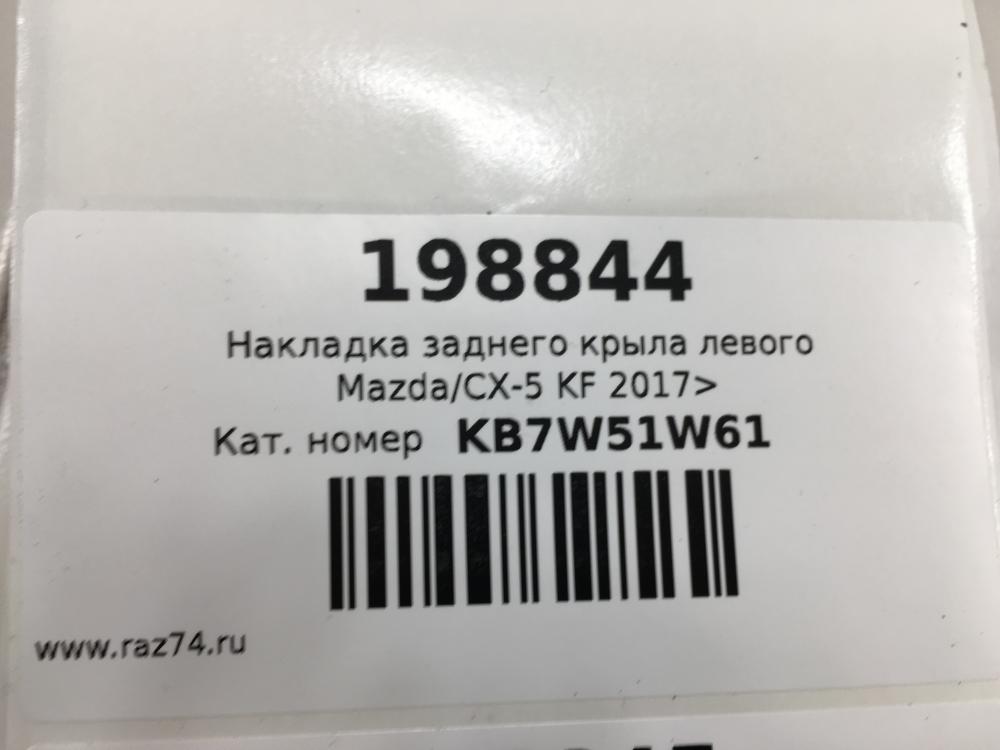 198844
Накладка заднего крыла левого
Mazda/CX-5 KF 2017>
Кат. номер KB7W51W61
www.raz74.ru